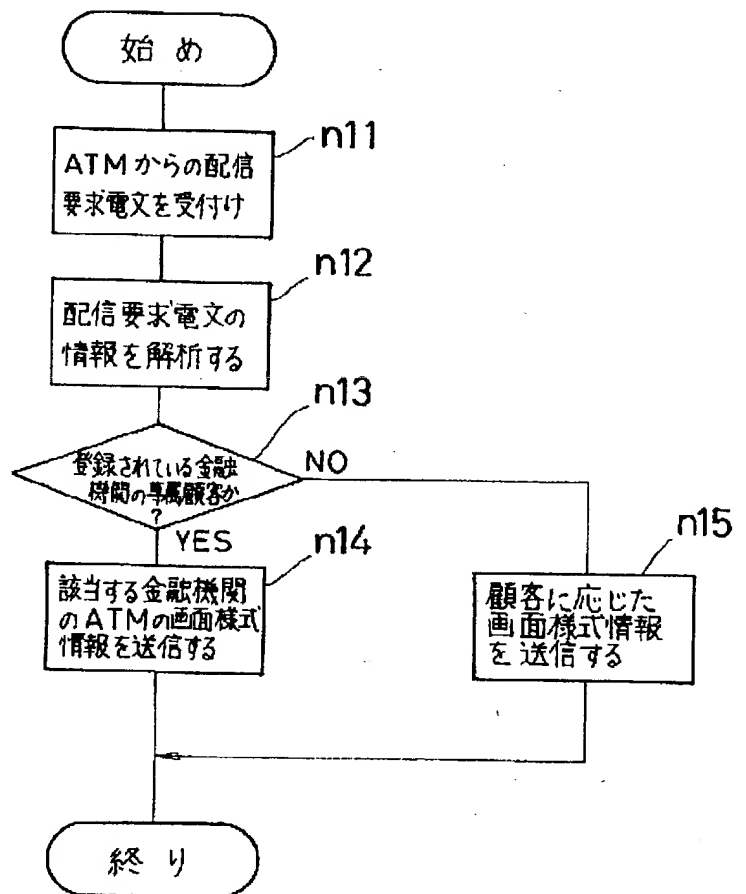 始め
n11
ATMからの配信
要求電文を受付け
n12
配信要求電文の
情報を解析する
n13
登録されている金融
機関の専属顧客か
?
NO
YES
n14
該当する金融機関
のATMの画面様式
情報を送信する
n15
顧客に応じた
画面様式情報
を送信する
終り